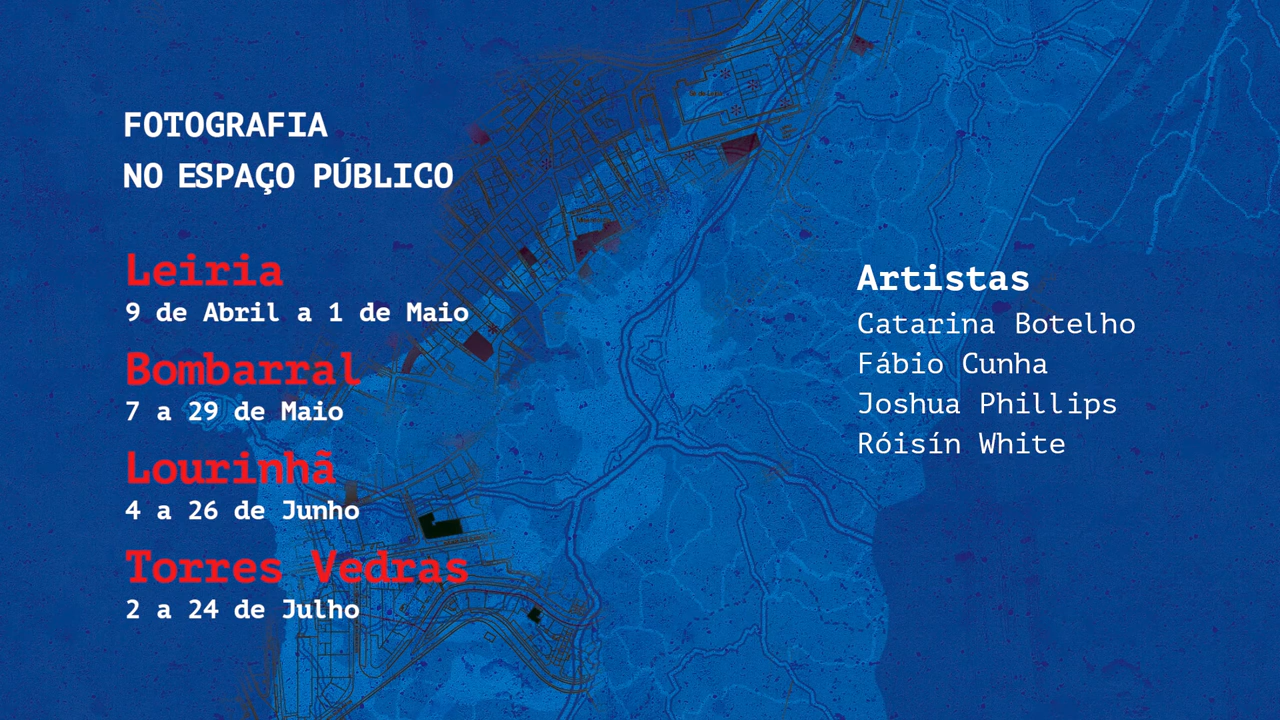 FOTOGRAFIA
NO ESPAÇO PÚBLICO
Leiria
9 de Abril a 1 de Maio
Bombarral
7 a 29 de Maio
Lourinhã
4 a 26 de Junho
Torres Vedras
2 a 24 de Julho
Artistas
Catarina Botelho
Fábio Cunha
Joshua Phillips
Róisín White